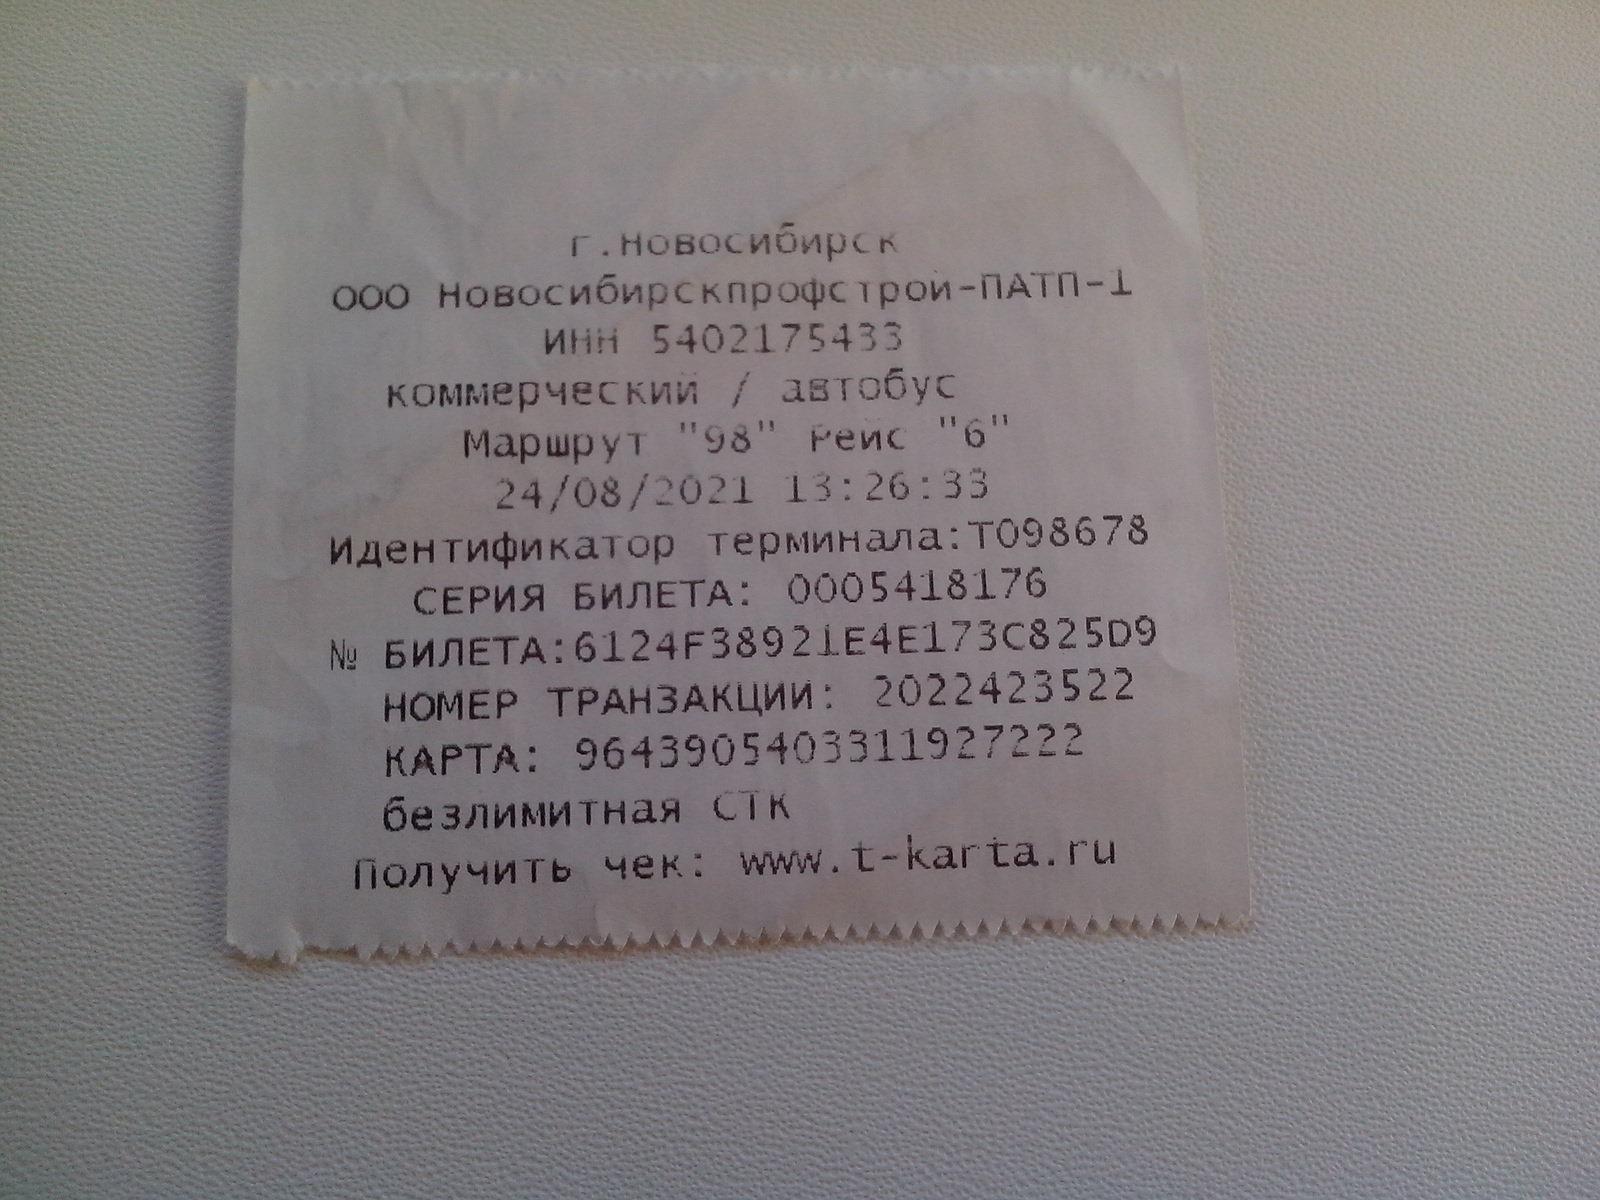 г.Новосибирск
ООО Новосибирскпрофстрой-ПАТП-1
ИНН 5402175433
коммерческий / автобус
Маршрут "98" Рейс "6"
24/08/2021 13:26:33
Идентификатор терминала:Т098678
СЕРИЯ БИЛЕТА: 0005418176
№ БИЛЕТА:6124F38921E4E173C825D9
НОМЕР ТРАНЗАКЦИИ: 2022423522
КАРТА: 9643905403311927222
безлимитная СТК
Получить чек: www.t-karta.ru